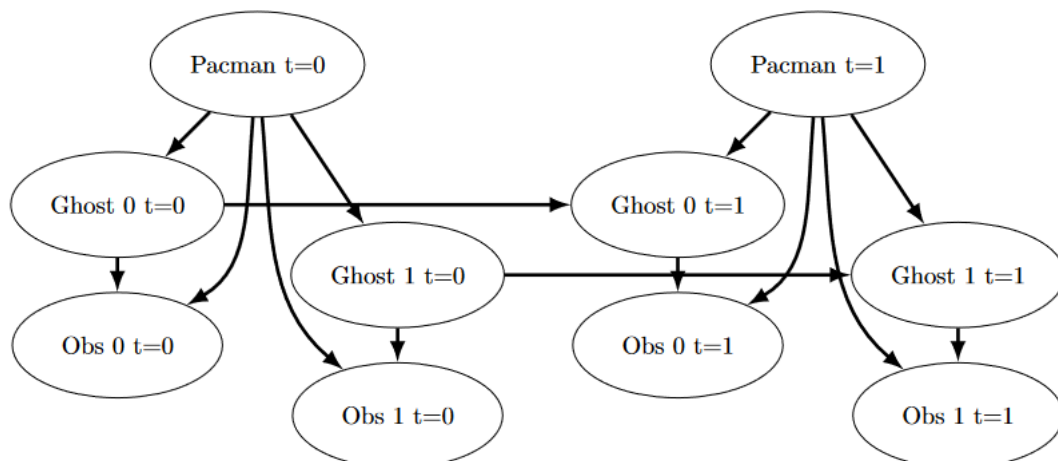 Pacman t=0
Pacman t=1
Ghost 0 t=0
Ghost 0 t=1
Ghost 1 t=0
Ghost 1 t=1
Obs 0 t=0
Obs 0 t=1
Obs 1 t=0
Obs 1 t=1